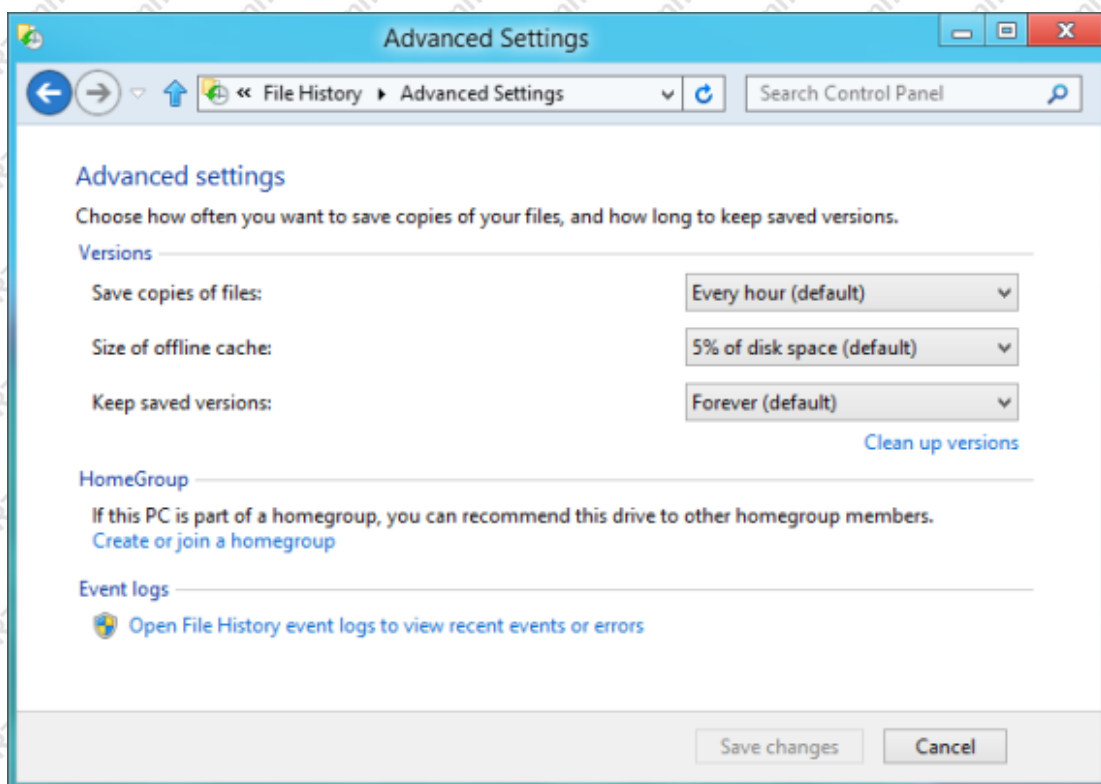 Advanced Settings
« File History ▸ Advanced Settings
Search Control Panel
Advanced settings
Choose how often you want to save copies of your files, and how long to keep saved versions.
Versions
Save copies of files: Every hour (default)
Size of offline cache: 5% of disk space (default)
Keep saved versions: Forever (default)
Clean up versions
HomeGroup
If this PC is part of a homegroup, you can recommend this drive to other homegroup members.
Create or join a homegroup
Event logs
Open File History event logs to view recent events or errors
Save changes Cancel